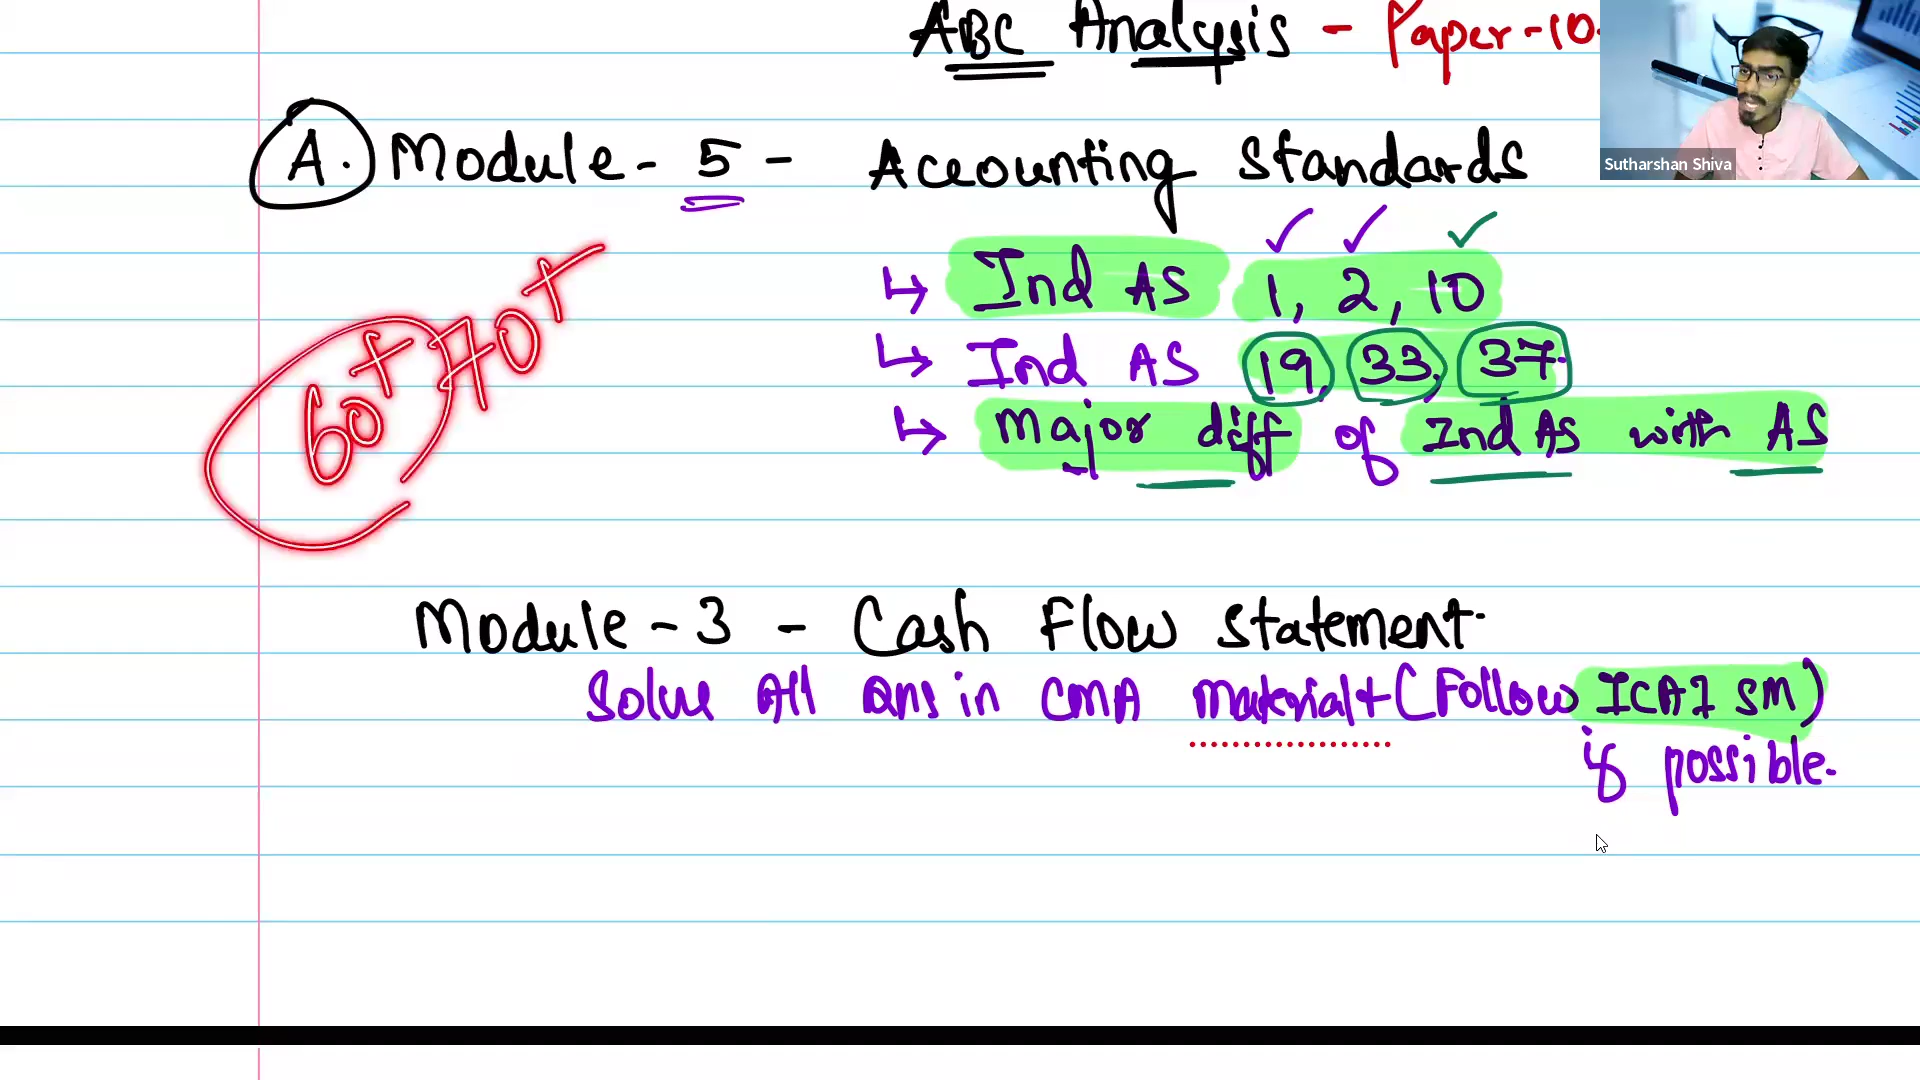 ABC Analysis - Paper-10.
Sutharshan Shiva
A. Module - 5 - Accounting Standards
Ind AS 1, 2, 10
Ind AS 19, 33, 37.
Major diff of Ind AS with AS
60+ 70+
Module - 3 - Cash Flow Statement.
Solve All Qns in CMA Material + (Follow ICAI SM)
if possible.